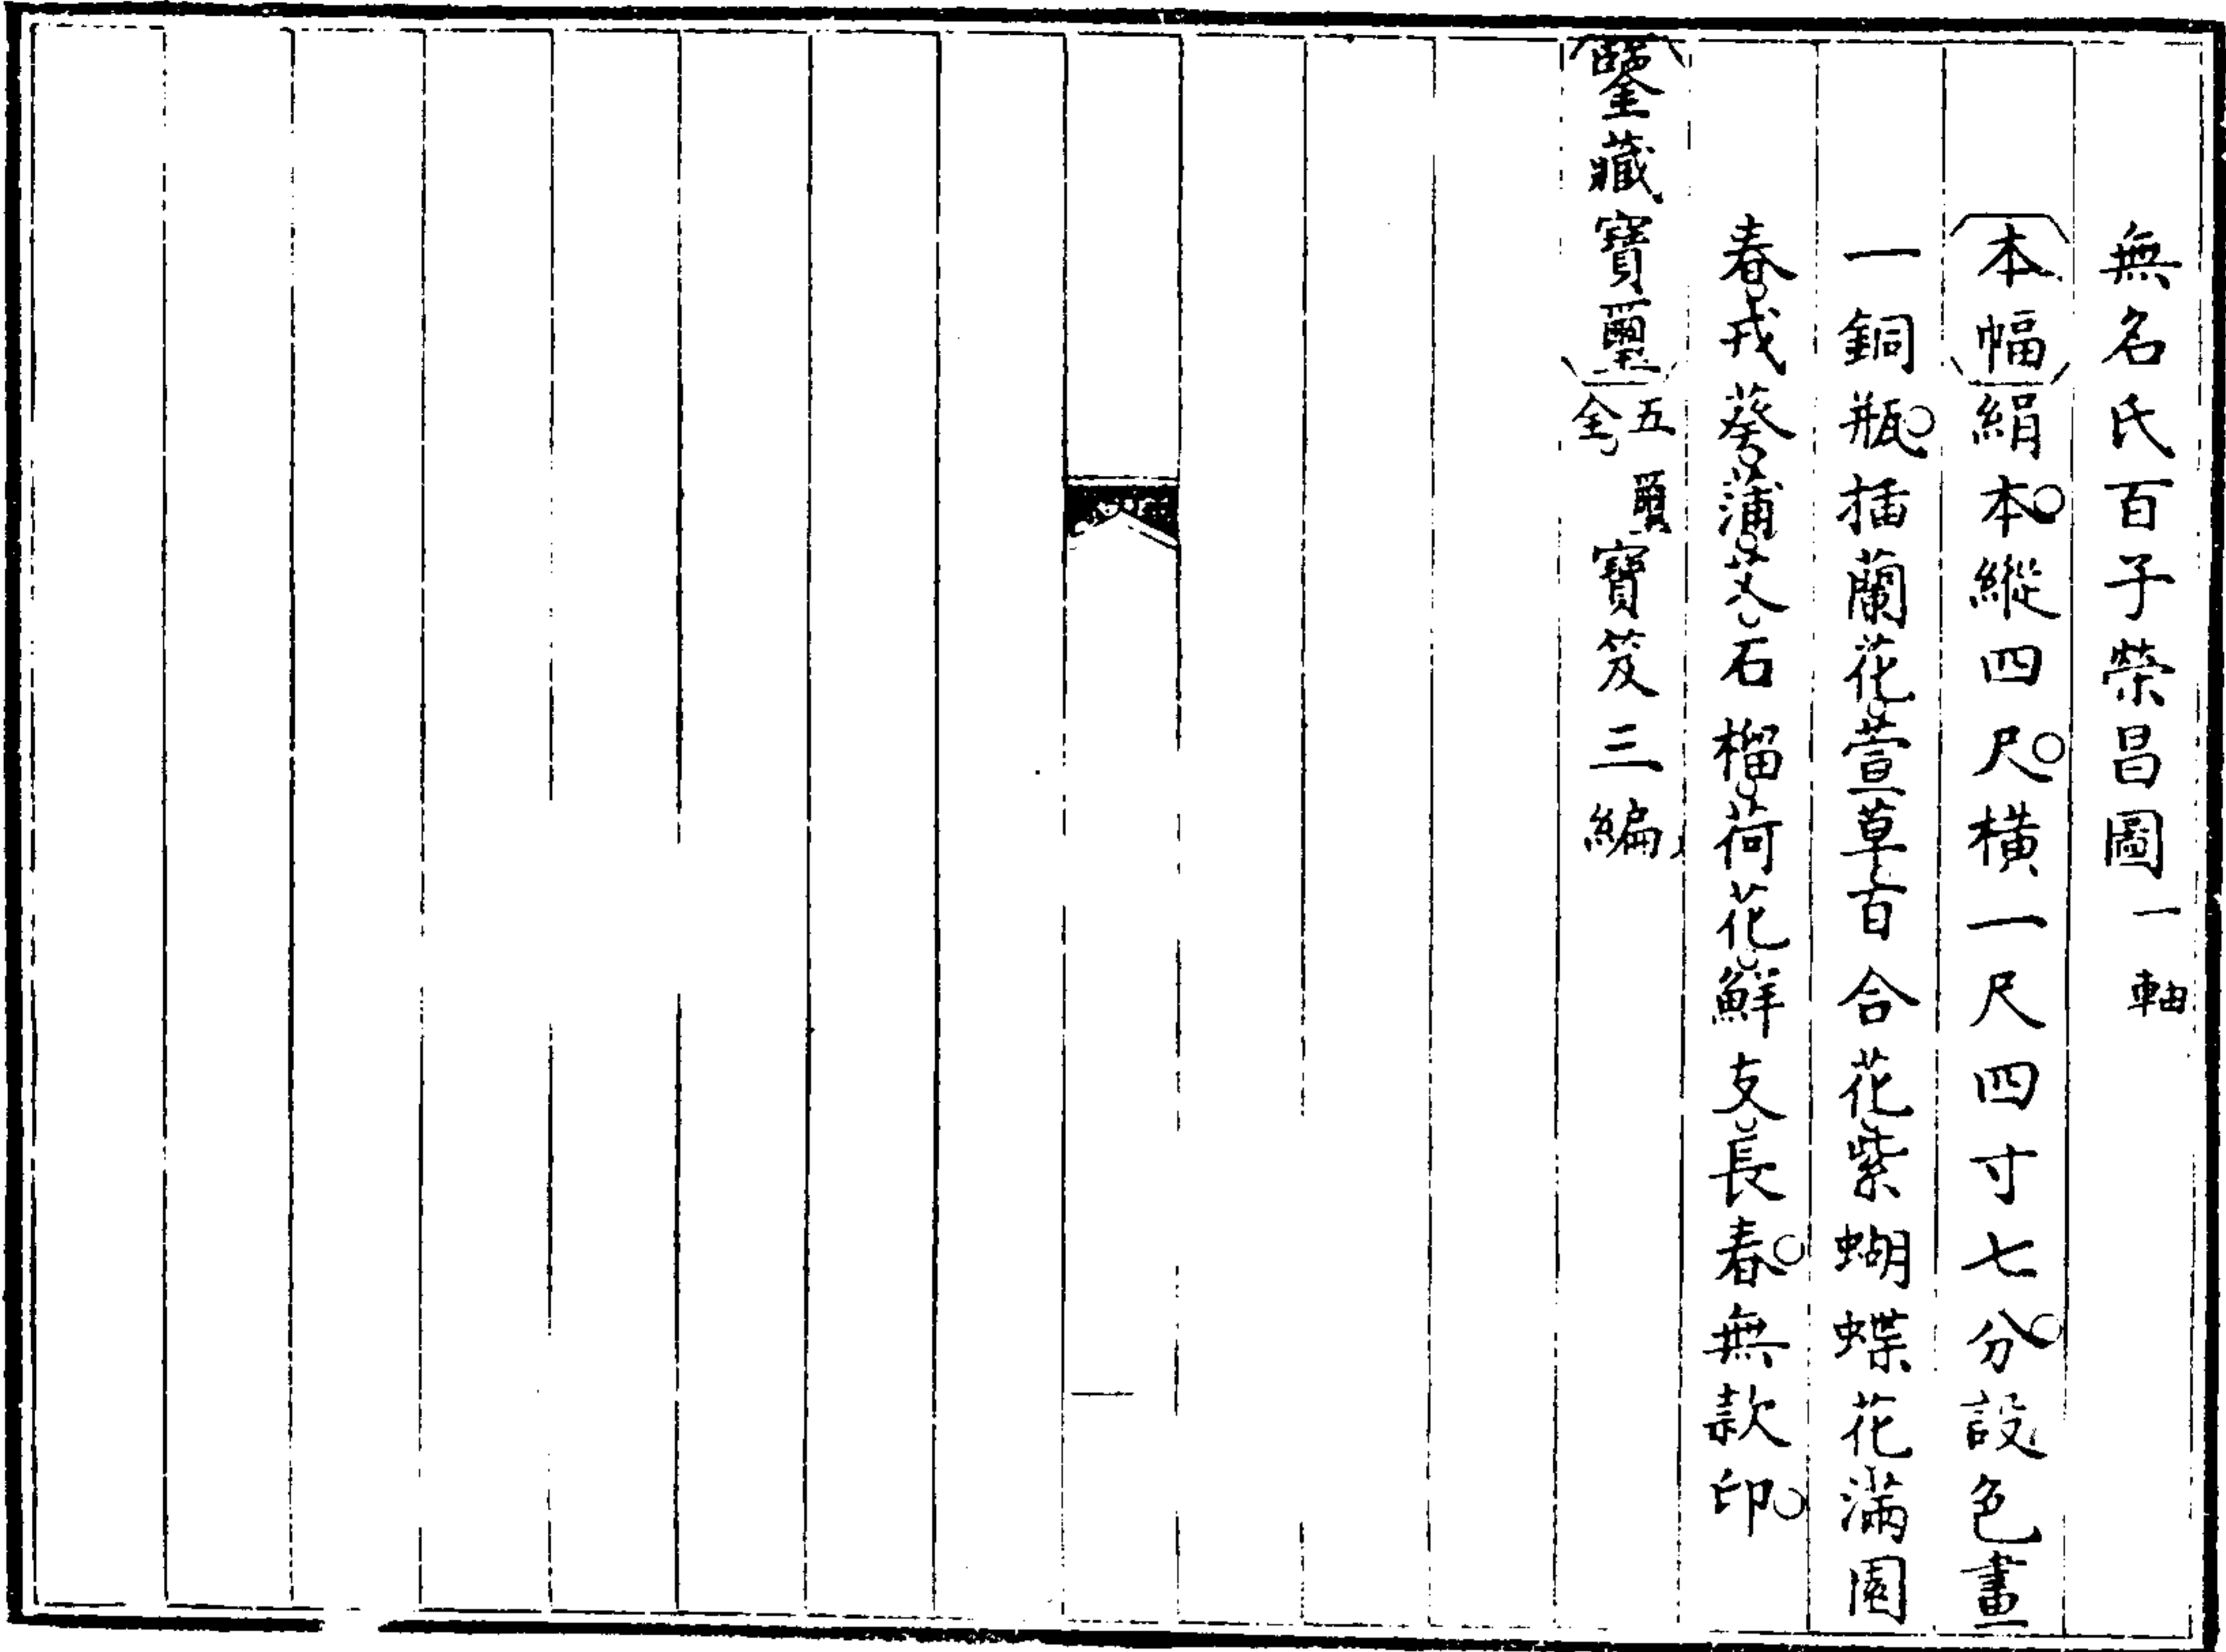 無名氏百子榮昌圖一軸
本幅絹本縱四尺橫一尺四寸七分設色畫
一銅瓶插蘭花萱草百合花紫蝴蝶花滿園
春戎葵蒲艾石榴荷花鮮支長春無款印
鑒藏寶璽五璽全寶笈三編